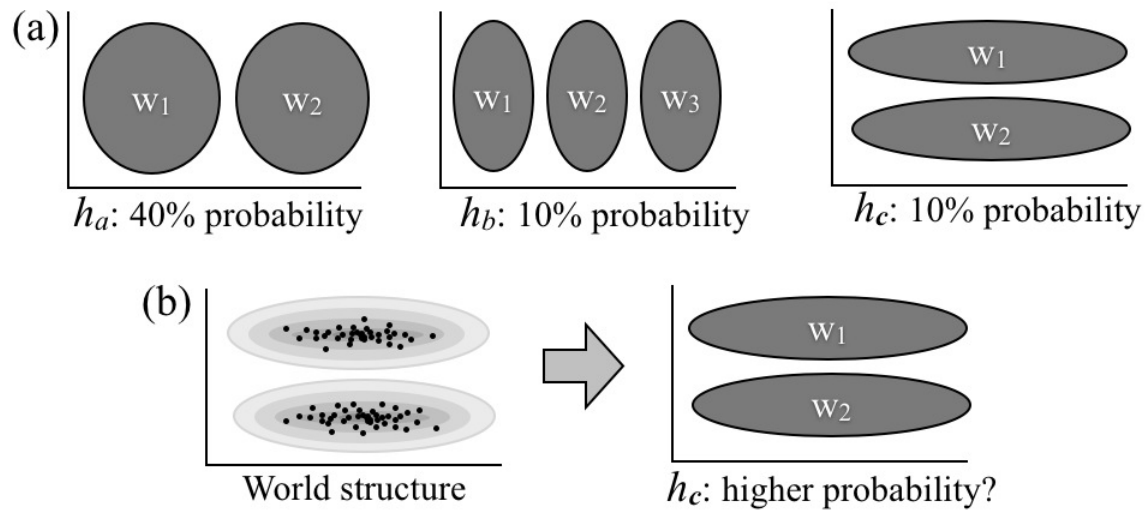 (a)
w1 w2
w1 w2 w3
w1
w2
ha: 40% probability
hb: 10% probability
hc: 10% probability
(b)
w1
w2
World structure
hc: higher probability?